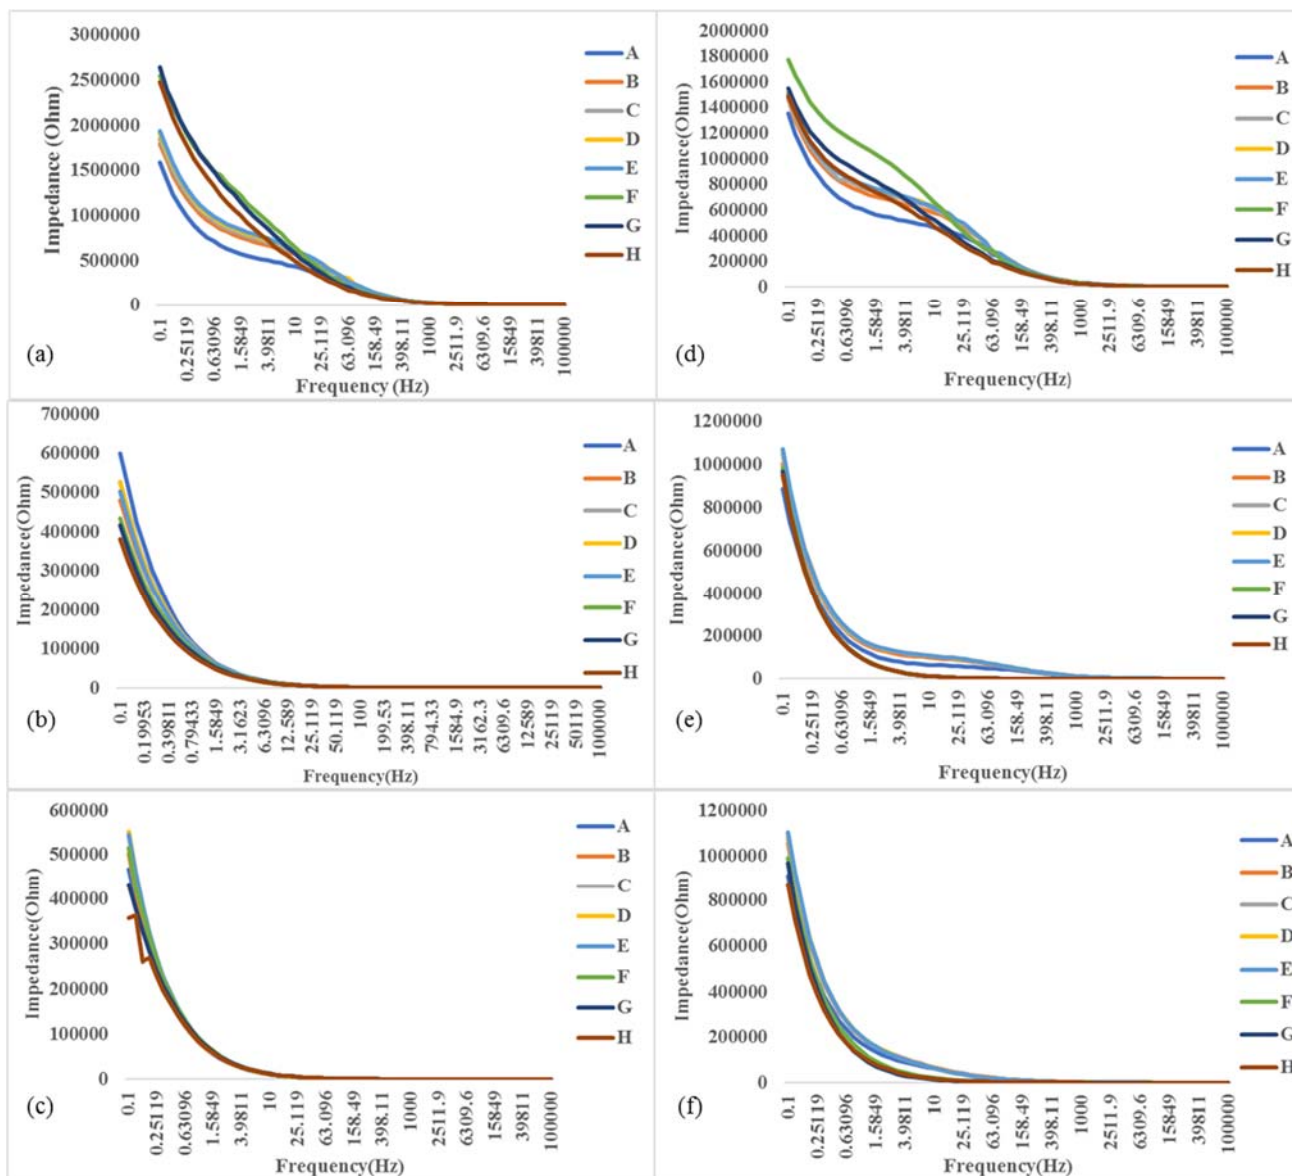 3000000
2500000
2000000
1500000
1000000
500000
0
Impedance (Ohm)
0.1
0.25119
0.63096
1.5849
3.9811
10
25.119
63.096
158.49
398.11
1000
2511.9
6309.6
15849
39811
100000
Frequency (Hz)
A
B
C
D
E
F
G
H
(a)
2000000
1800000
1600000
1400000
1200000
1000000
800000
600000
400000
200000
0
Impedance(Ohm)
0.1
0.25119
0.63096
1.5849
3.9811
10
25.119
63.096
158.49
398.11
1000
2511.9
6309.6
15849
39811
100000
Frequency(Hz)
A
B
C
D
E
F
G
H
(d)
700000
600000
500000
400000
300000
200000
100000
0
Impedance(Ohm)
0.1
0.19953
0.39811
0.79433
1.5849
3.1623
6.3096
12.589
25.119
50.119
100
199.53
398.11
794.33
1584.9
3162.3
6309.6
12589
25119
50119
100000
Frequency(Hz)
A
B
C
D
E
F
G
H
(b)
1200000
1000000
800000
600000
400000
200000
0
Impedance(Ohm)
0.1
0.25119
0.63096
1.5849
3.9811
10
25.119
63.096
158.49
398.11
1000
2511.9
6309.6
15849
39811
100000
Frequency(Hz)
A
B
C
D
E
F
G
H
(e)
600000
500000
400000
300000
200000
100000
0
Impedance(Ohm)
0.1
0.25119
0.63096
1.5849
3.9811
10
25.119
63.096
158.49
398.11
1000
2511.9
6309.6
15849
39811
100000
Frequency(Hz)
A
B
C
D
E
F
G
H
(c)
1200000
1000000
800000
600000
400000
200000
0
Impedance(Ohm)
0.1
0.25119
0.63096
1.5849
3.9811
10
25.119
63.096
158.49
398.11
1000
2511.9
6309.6
15849
39811
100000
Frequency(Hz)
A
B
C
D
E
F
G
H
(f)